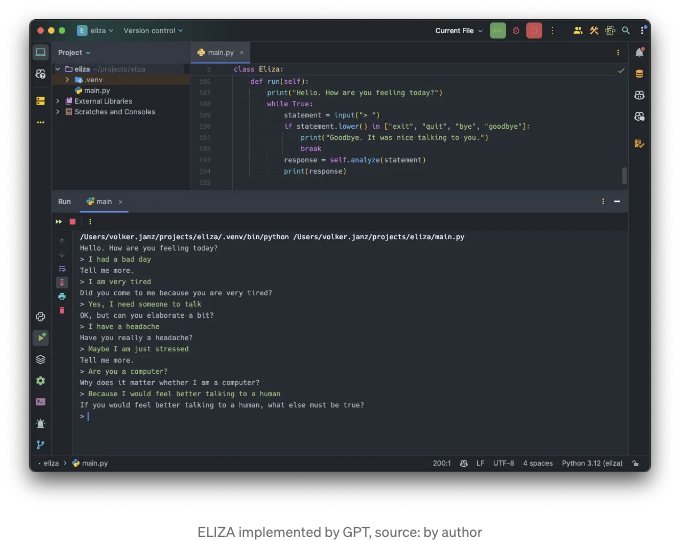 E eliza Version control Current File
Project
main.py ×
eliza ~/projects/eliza
.venv
main.py
External Libraries
Scratches and Consoles
1 class Eliza:
186 def run(self):
187 print("Hello. How are you feeling today?")
188 while True:
189 statement = input("> ")
190 if statement.lower() in ["exit", "quit", "bye", "goodbye"]:
191 print("Goodbye. It was nice talking to you.")
192 break
193 response = self.analyze(statement)
194 print(response)
195
Run main ×
/Users/volker.janz/projects/eliza/.venv/bin/python /Users/volker.janz/projects/eliza/main.py
Hello. How are you feeling today?
> I had a bad day
Tell me more.
> I am very tired
Did you come to me because you are very tired?
> Yes, I need someone to talk
OK, but can you elaborate a bit?
> I have a headache
Have you really a headache?
> Maybe I am just stressed
Tell me more.
> Are you a computer?
Why does it matter whether I am a computer?
> Because I would feel better talking to a human
If you would feel better talking to a human, what else must be true?
>
eliza > main.py 200:1 LF UTF-8 4 spaces Python 3.12 (eliza)
ELIZA implemented by GPT, source: by author